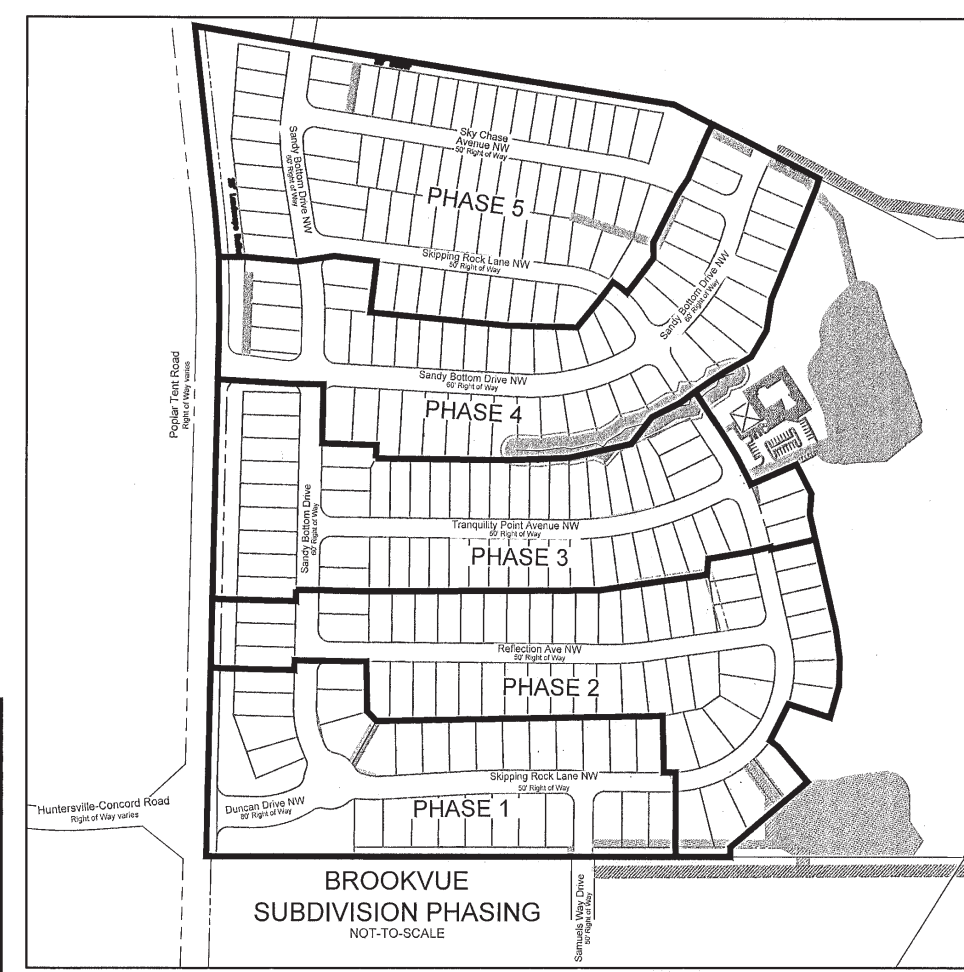 Sky Chase
Avenue NW
50' Right of Way
Sandy Bottom Drive NW
60' Right of Way
PHASE 5
Skipping Rock Lane NW
50' Right of Way
Sandy Bottom Drive NW
60' Right of Way
Poplar Tent Road
Right of Way varies
Sandy Bottom Drive NW
60' Right of Way
PHASE 4
Sandy Bottom Drive
60' Right of Way
Tranquility Point Avenue NW
50' Right of Way
PHASE 3
Reflection Ave NW
50' Right of Way
PHASE 2
Skipping Rock Lane NW
50' Right of Way
Huntersville-Concord Road
Right of Way varies
Duncan Drive NW
80' Right of Way
PHASE 1
BROOKVUE
SUBDIVISION PHASING
NOT-TO-SCALE
Samuels Way Drive
50' Right of Way